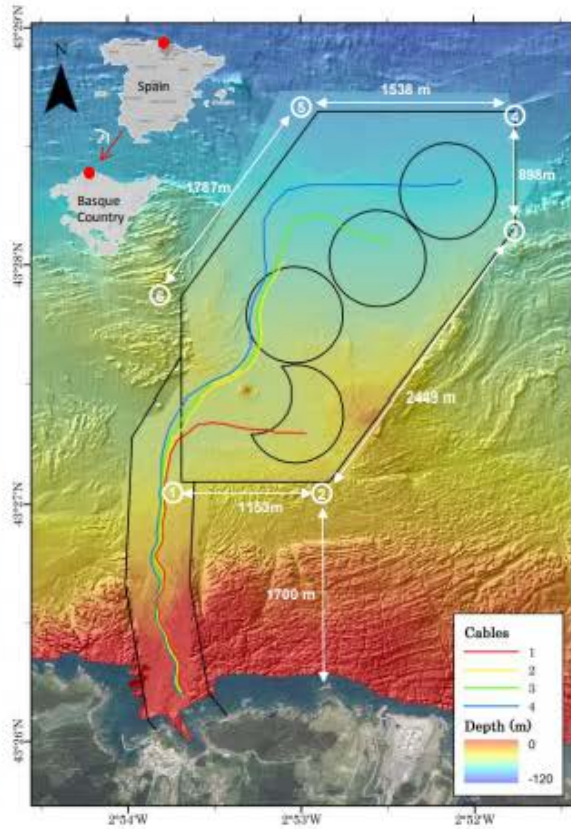 43°29'N
N
Spain
Basque
Country
5
1538 m
4
898m
3
1787m
6
43°28'N
2449 m
1
1153m
2
43°27'N
1700 m
Cables
1
2
3
4
Depth (m)
0
-120
43°26'N
2°54'W
2°53'W
2°52'W